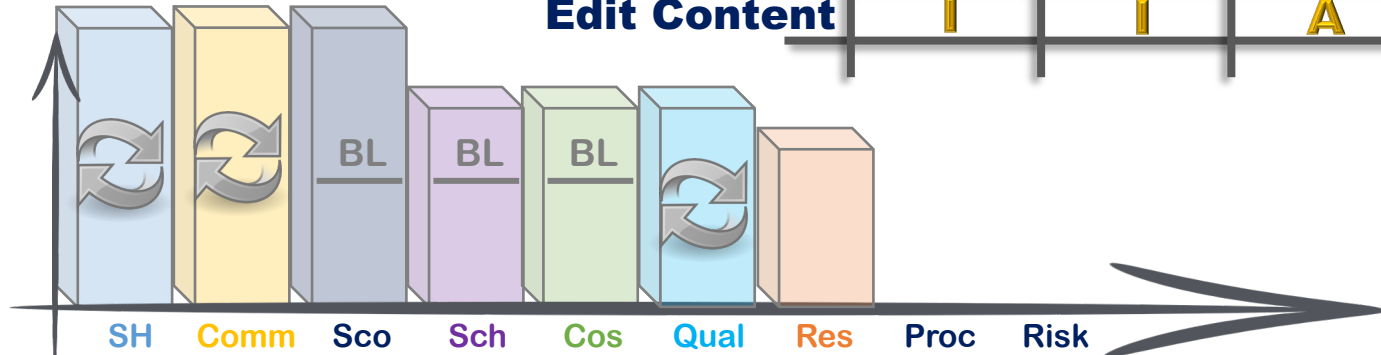 Edit Content
I I A
BL BL BL
SH Comm Sco Sch Cos Qual Res Proc Risk